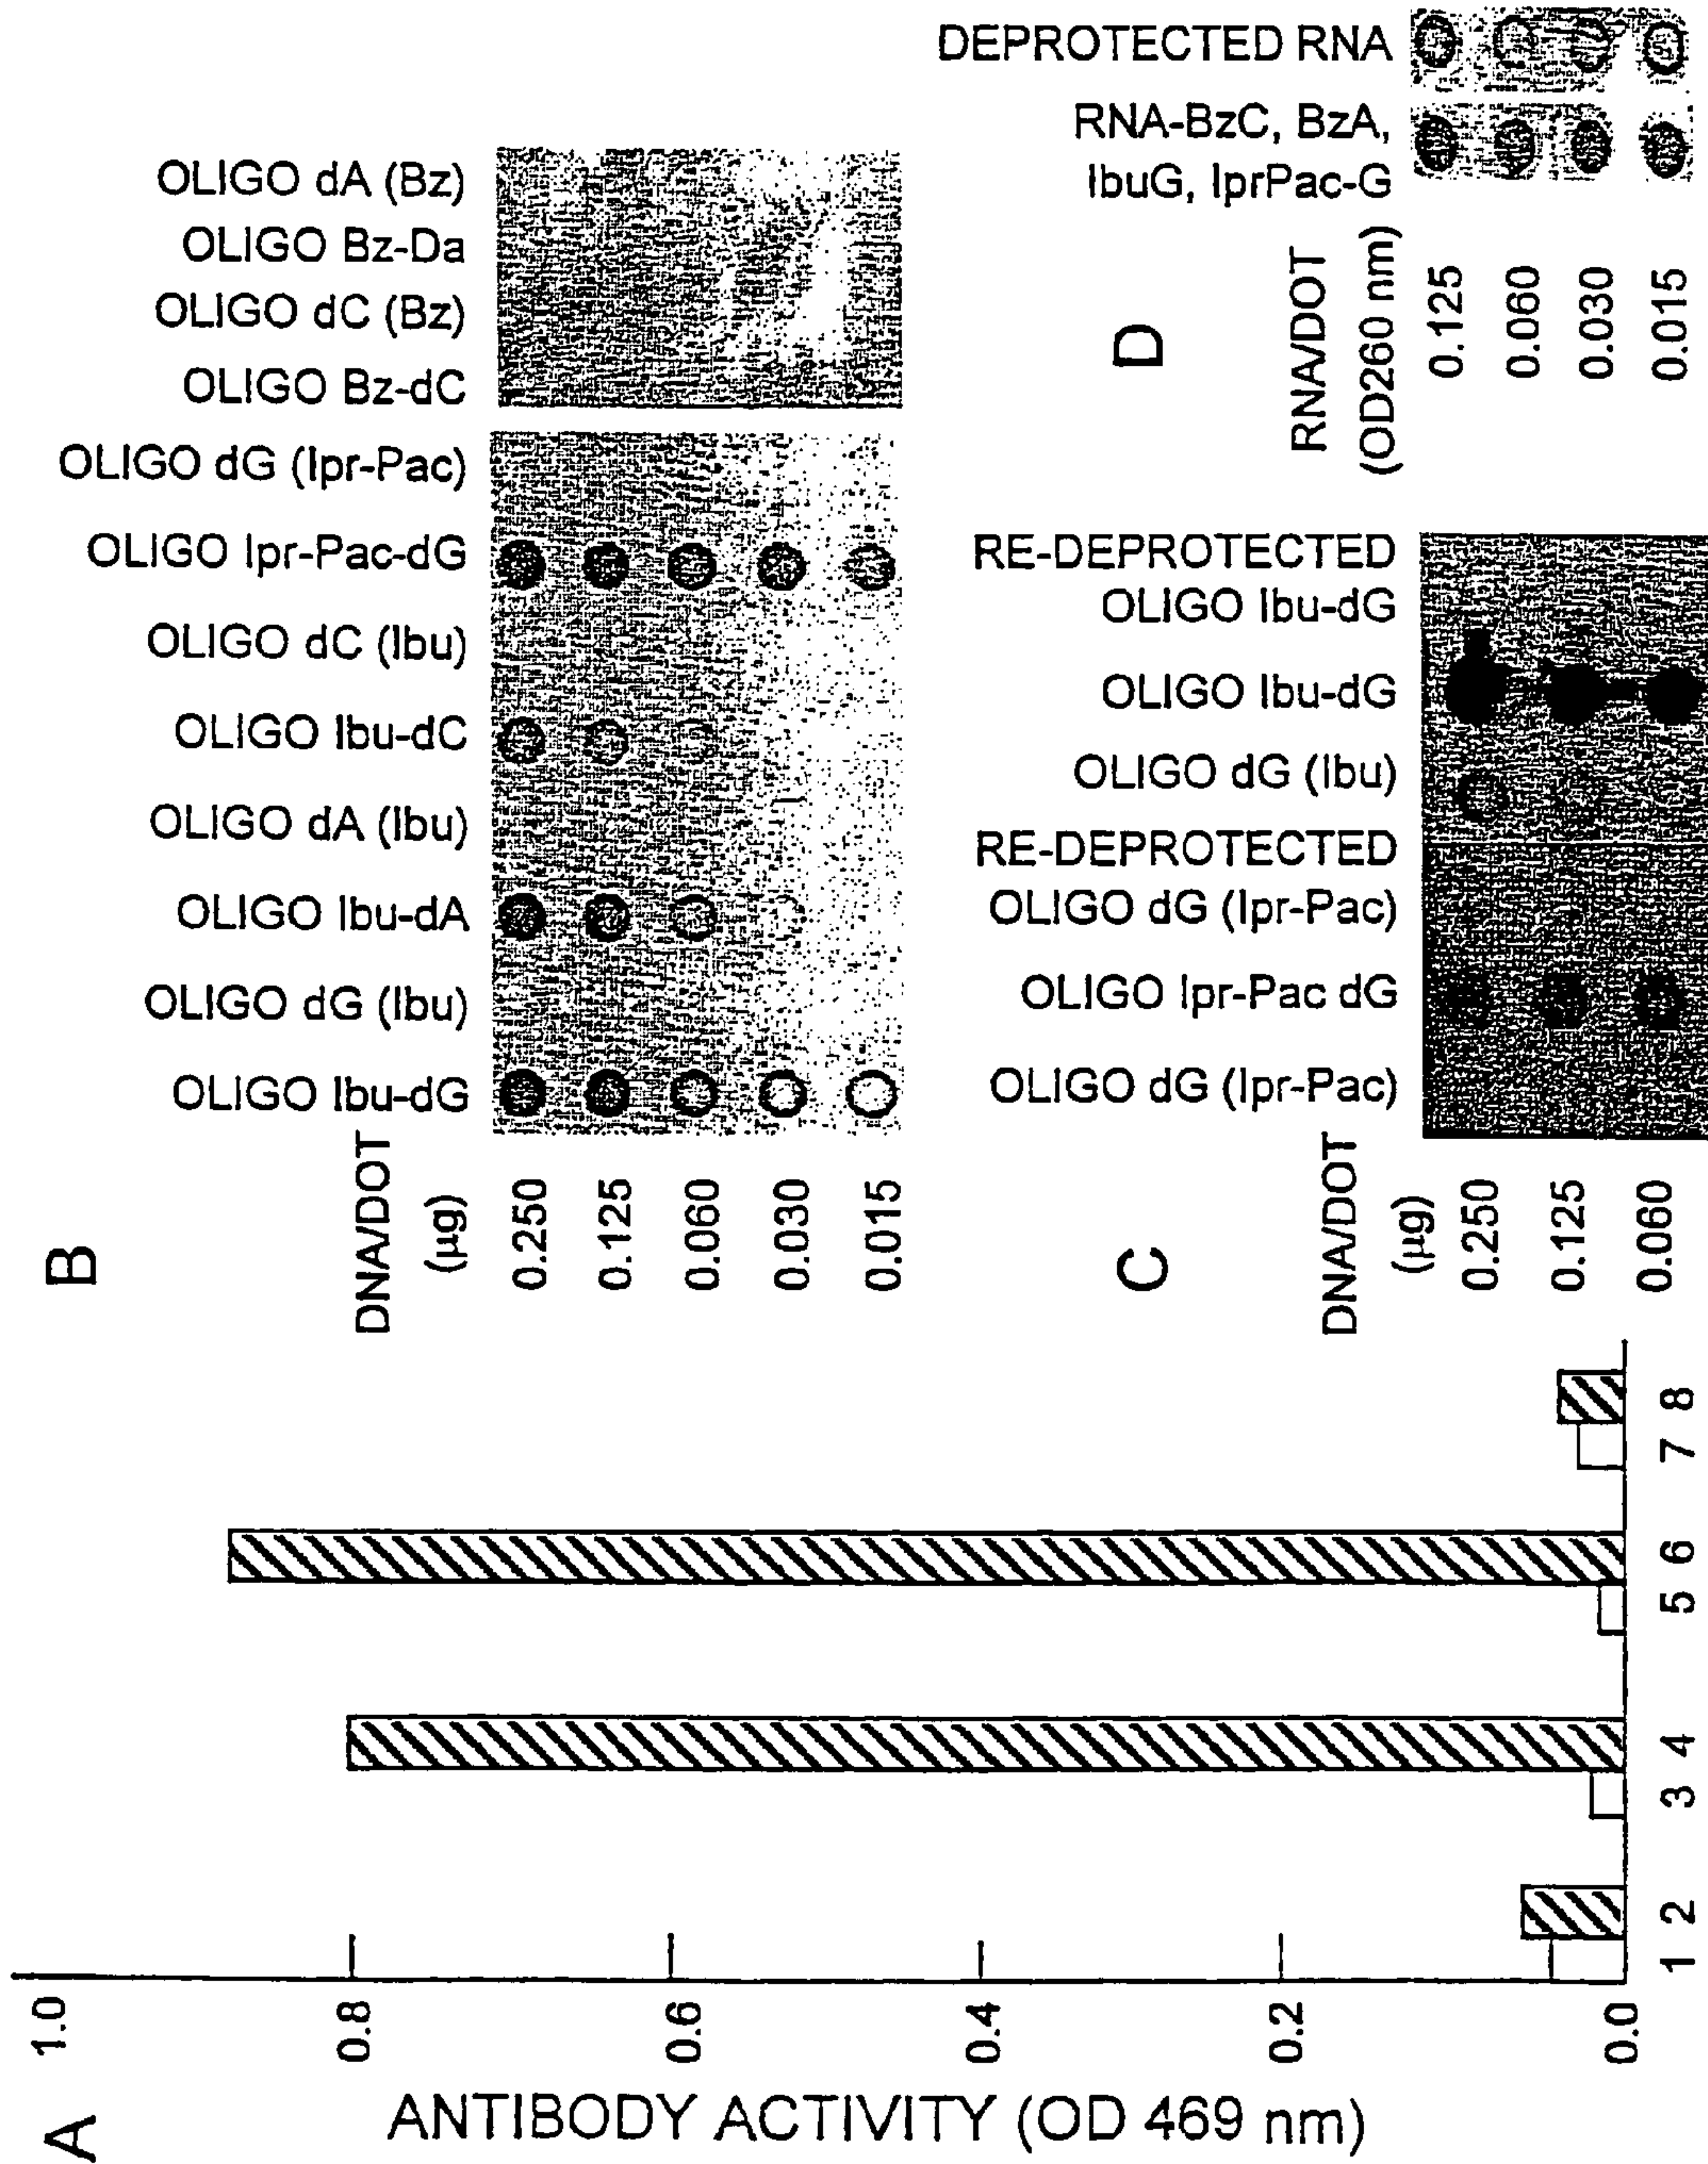 A
ANTIBODY ACTIVITY (OD 469 nm)
1.0
0.8
0.6
0.4
0.2
0.0
1 2 3 4 5 6 7 8
B
DNA/DOT
(µg)
0.250
0.125
0.060
0.030
0.015
OLIGO Ibu-dG
OLIGO dG (Ibu)
OLIGO Ibu-dA
OLIGO dA (Ibu)
OLIGO Ibu-dC
OLIGO dC (Ibu)
OLIGO Ipr-Pac-dG
OLIGO dG (Ipr-Pac)
OLIGO Bz-dC
OLIGO dC (Bz)
OLIGO Bz-Da
OLIGO dA (Bz)
C
DNA/DOT
(µg)
0.250
0.125
0.060
OLIGO dG (Ipr-Pac)
OLIGO Ipr-Pac dG
OLIGO dG (Ipr-Pac)
RE-DEPROTECTED
OLIGO dG (Ibu)
OLIGO Ibu-dG
OLIGO Ibu-dG
RE-DEPROTECTED
D
RNA/DOT
(OD260 nm)
0.125
0.060
0.030
0.015
RNA-BzC, BzA,
IbuG, IprPac-G
DEPROTECTED RNA